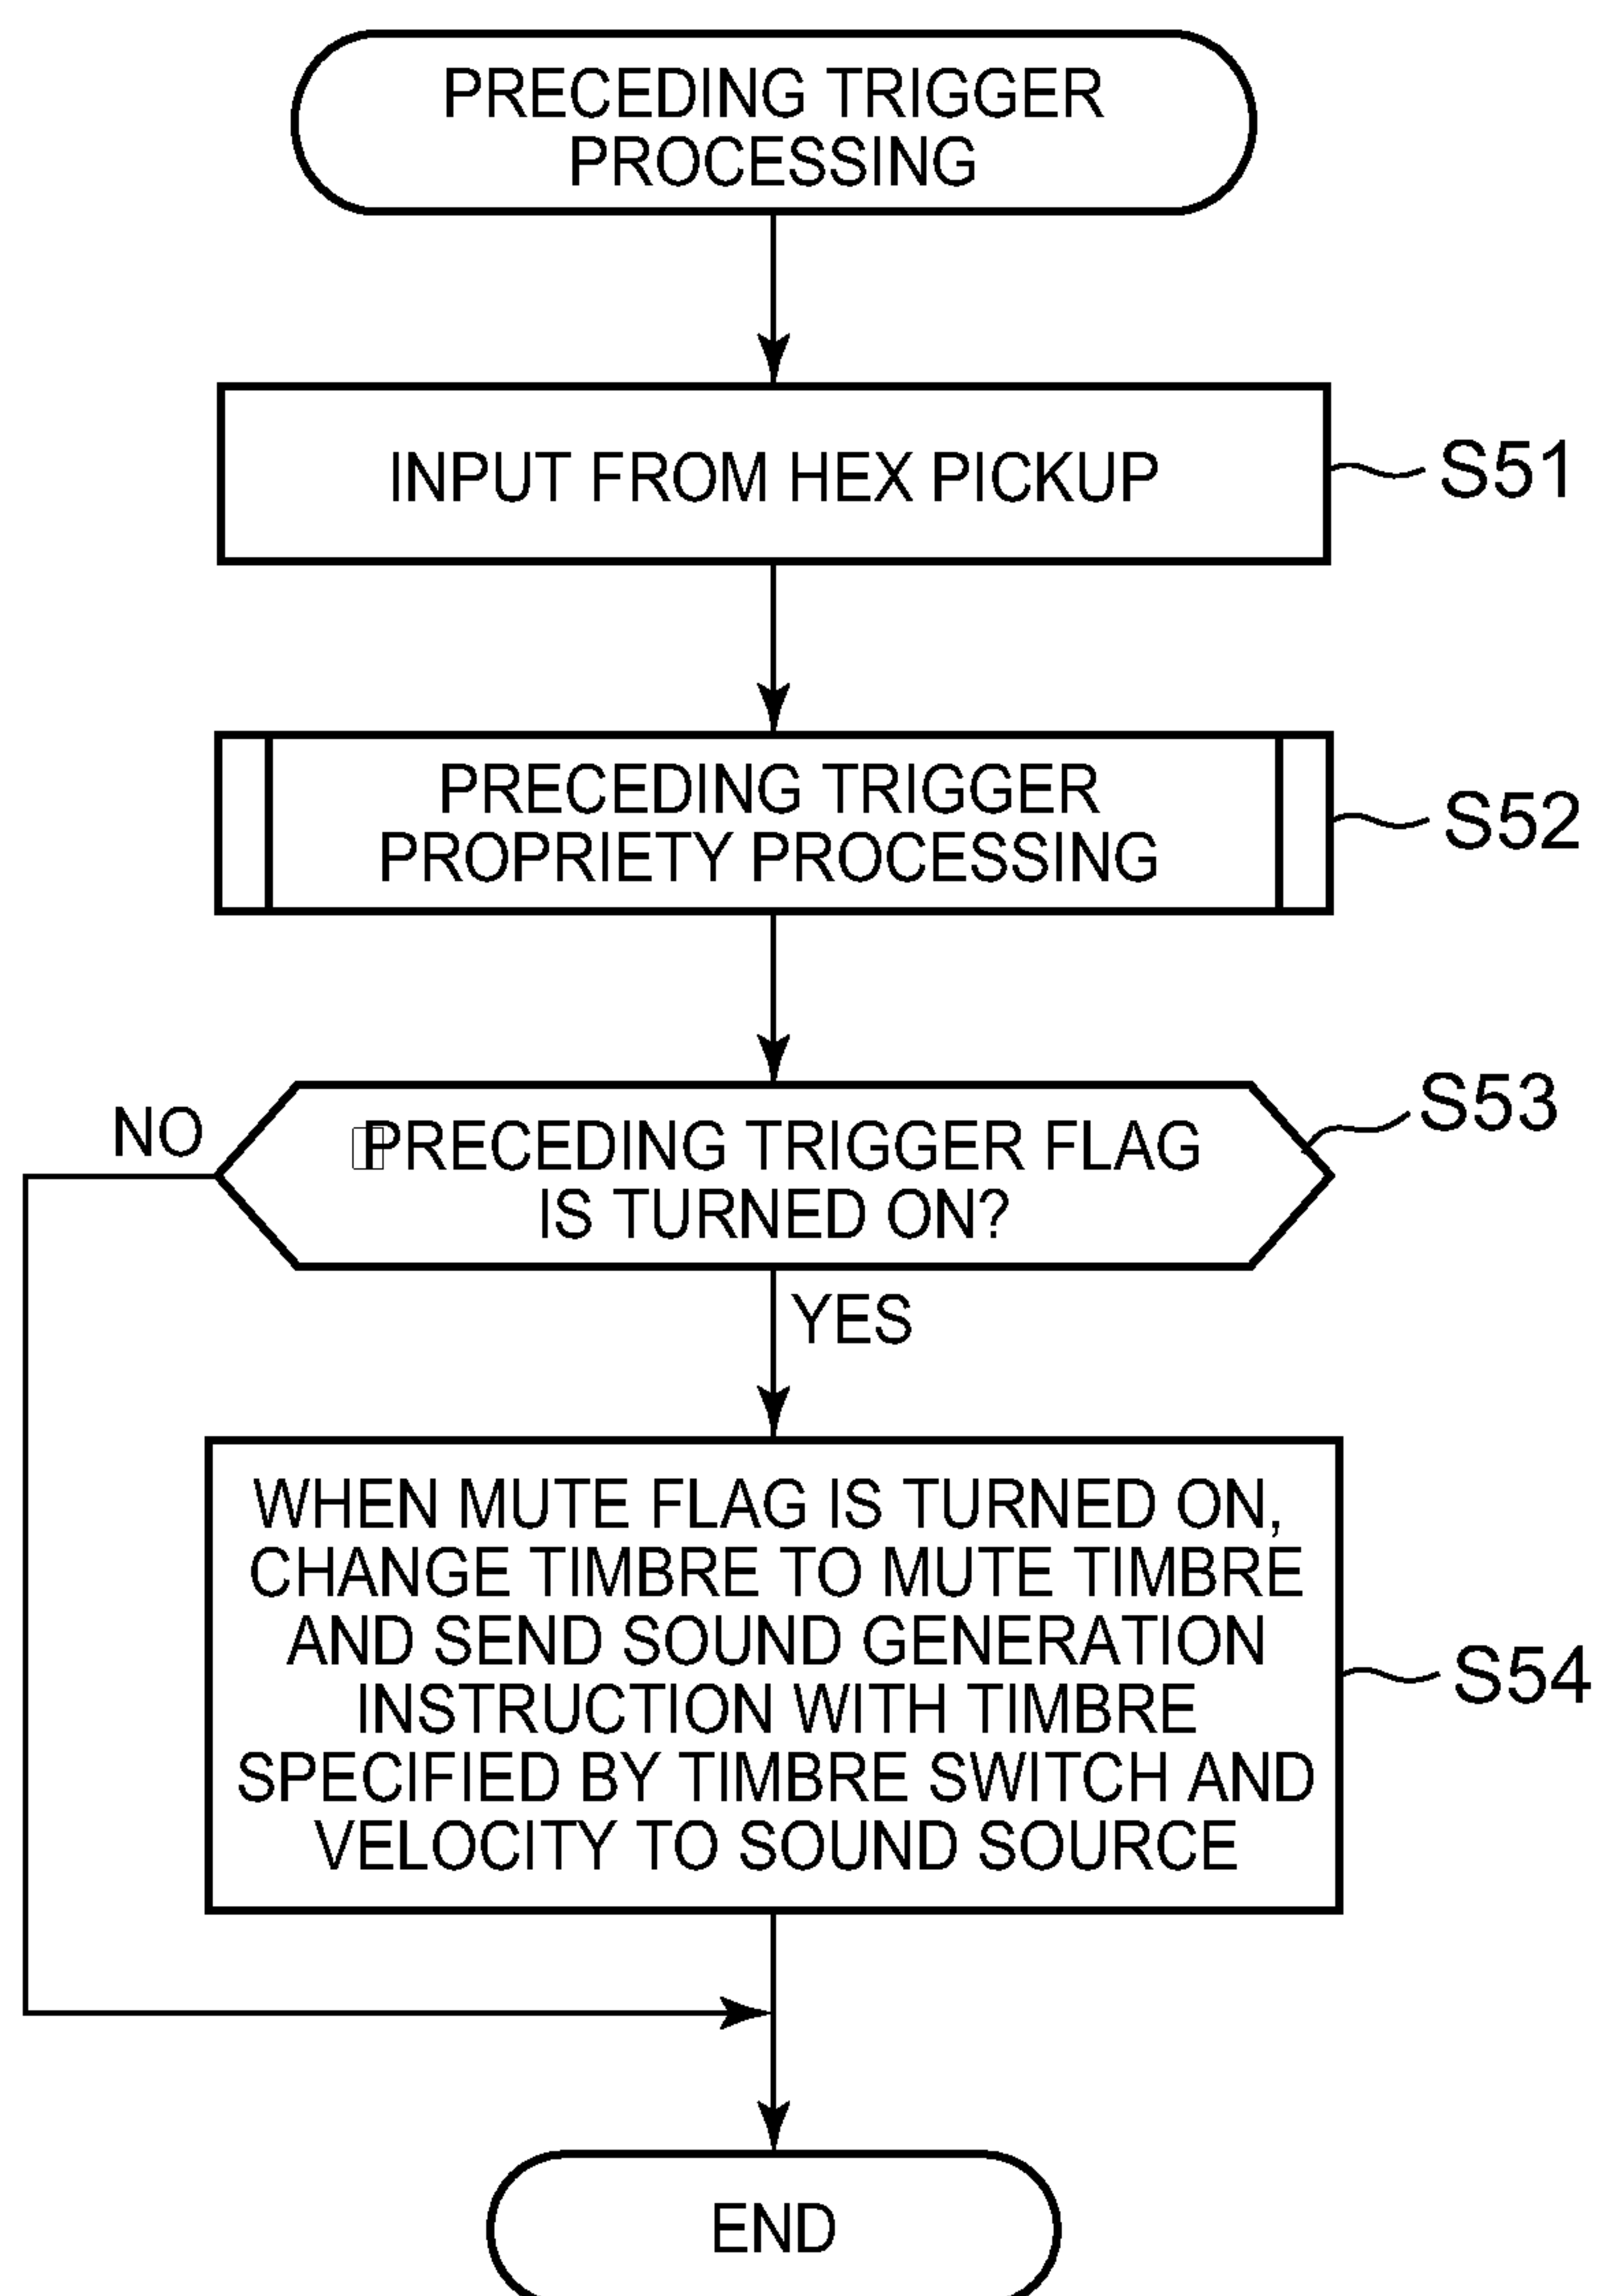 PRECEDING TRIGGER
PROCESSING
INPUT FROM HEX PICKUP
S51
PRECEDING TRIGGER
PROPRIETY PROCESSING
S52
S53
NO
PRECEDING TRIGGER FLAG
IS TURNED ON?
YES
WHEN MUTE FLAG IS TURNED ON,
CHANGE TIMBRE TO MUTE TIMBRE
AND SEND SOUND GENERATION
INSTRUCTION WITH TIMBRE
SPECIFIED BY TIMBRE SWITCH AND
VELOCITY TO SOUND SOURCE
S54
END